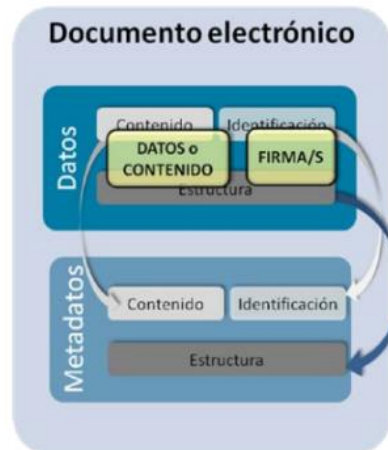 Documento electrónico
Datos
Contenido Identificación
DATOS o
CONTENIDO
FIRMA/S
Estructura
Metadatos
Contenido Identificación
Estructura